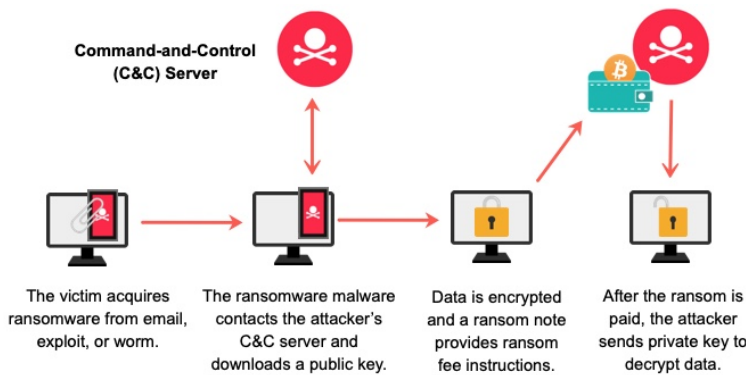 Command-and-Control
(C&C) Server
The victim acquires
ransomware from email,
exploit, or worm.
The ransomware malware
contacts the attacker's
C&C server and
downloads a public key.
Data is encrypted
and a ransom note
provides ransom
fee instructions.
After the ransom is
paid, the attacker
sends private key to
decrypt data.